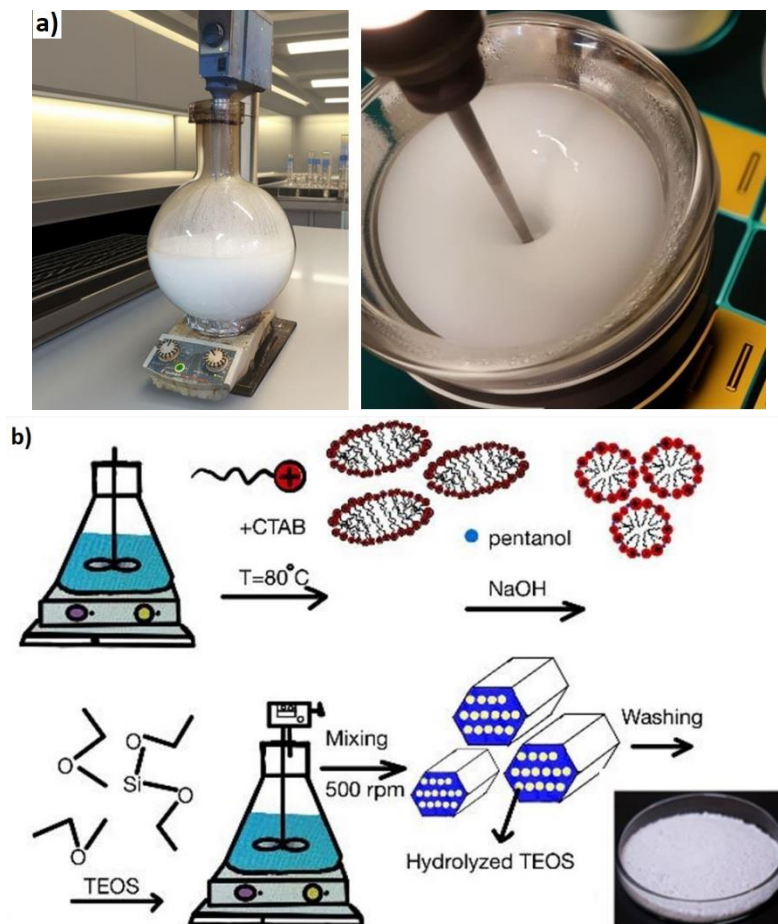 a)
b)
+CTAB
T=80°C
pentanol
NaOH
O
O
Si
O
O
TEOS
Mixing
500 rpm
Hydrolyzed TEOS
Washing